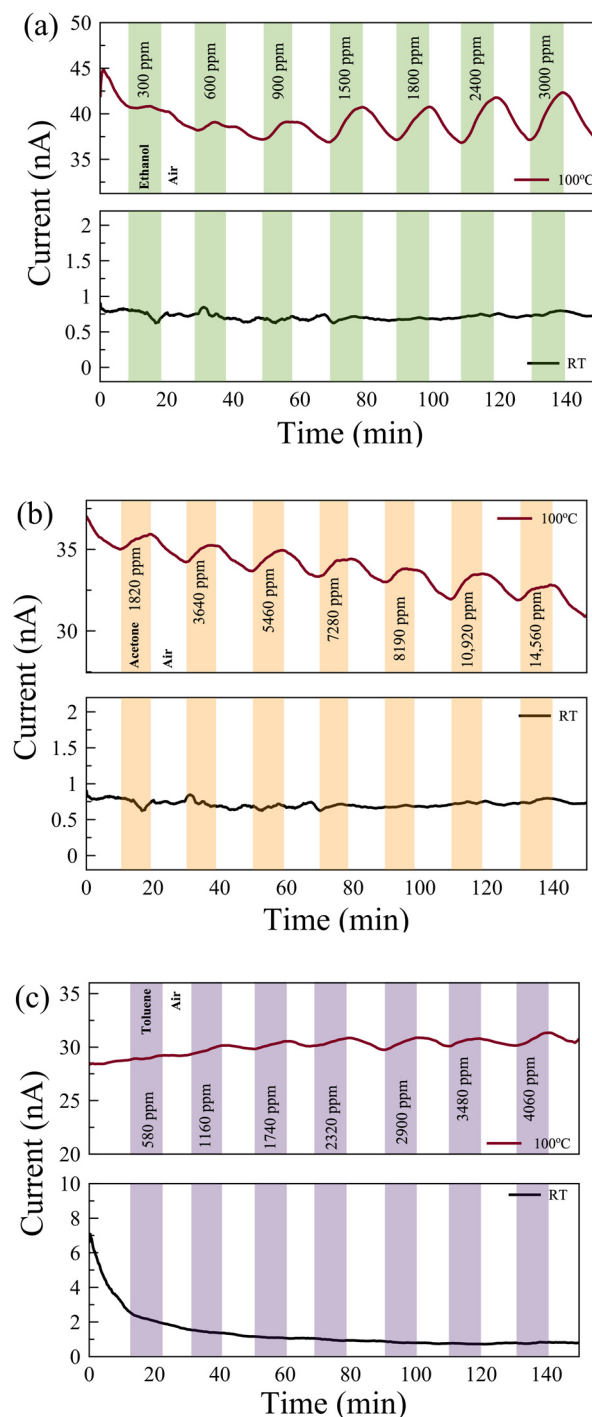 (a)
50
45
40
35
300 ppm
600 ppm
900 ppm
1500 ppm
1800 ppm
2400 ppm
3000 ppm
Ethanol
Air
100ºC
Current (nA)
2
1.5
1
0.5
0
RT
0 20 40 60 80 100 120 140
Time (min)
(b)
35
30
100ºC
1820 ppm
3640 ppm
5460 ppm
7280 ppm
8190 ppm
10,920 ppm
14,560 ppm
Acetone
Air
Current (nA)
2
1.5
1
0.5
0
RT
0 20 40 60 80 100 120 140
Time (min)
(c)
35
30
25
20
Toluene
Air
580 ppm
1160 ppm
1740 ppm
2320 ppm
2900 ppm
3480 ppm
4060 ppm
100ºC
Current (nA)
10
8
6
4
2
0
RT
0 20 40 60 80 100 120 140
Time (min)